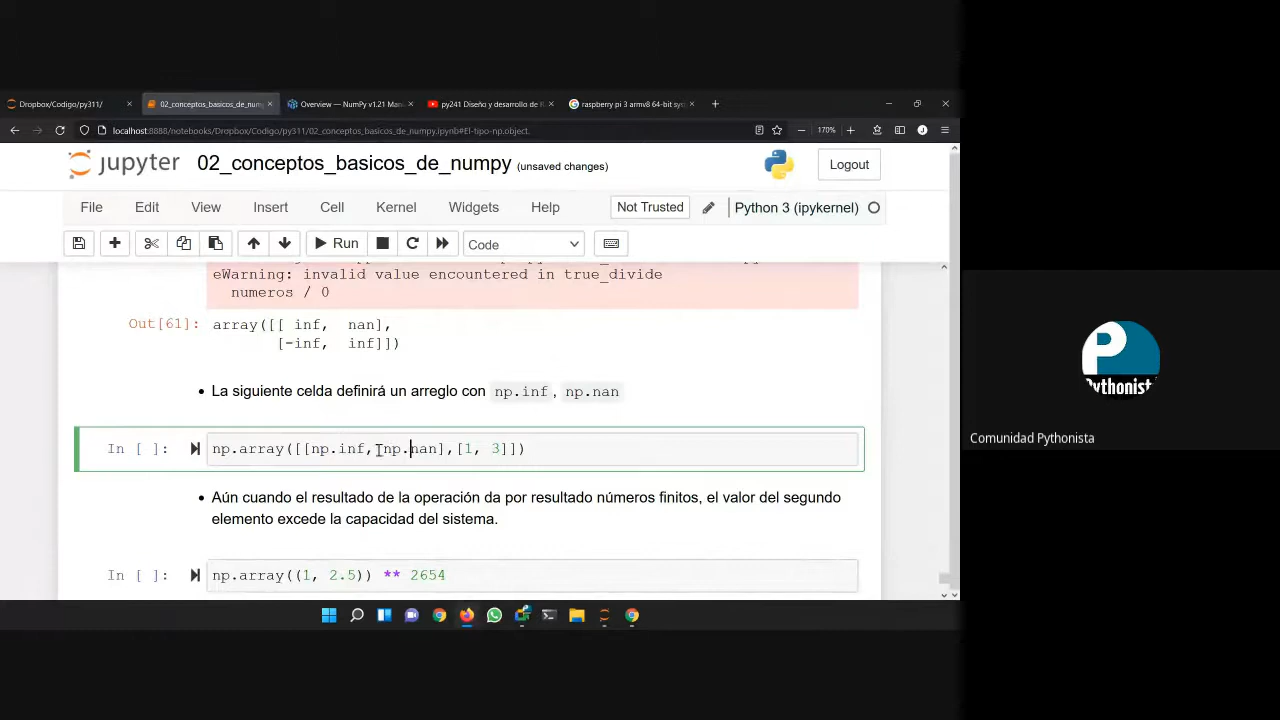 Dropbox/Codigo/py311/
02_conceptos_basicos_de_num
Overview — NumPy v1.21 Man
py241 Diseño y desarrollo de R
raspberry pi 3 armv8 64-bit sy
localhost:8888/notebooks/Dropbox/Codigo/py311/02_conceptos_basicos_de_numpy.ipynb#El-tipo-np.object.
170%
J
jupyter 02_conceptos_basicos_de_numpy (unsaved changes)
Logout
File Edit View Insert Cell Kernel Widgets Help Not Trusted Python 3 (ipykernel)
Run Code
eWarning: invalid value encountered in true_divide
numeros / 0
Out[61]: array([[ inf, nan],
[-inf, inf]])
• La siguiente celda definirá un arreglo con np.inf, np.nan
In [ ]: np.array([[np.inf, np.nan],[1, 3]])
• Aún cuando el resultado de la operación da por resultado números finitos, el valor del segundo
elemento excede la capacidad del sistema.
In [ ]: np.array((1, 2.5)) ** 2654
P
Pythonist
Comunidad Pythonista